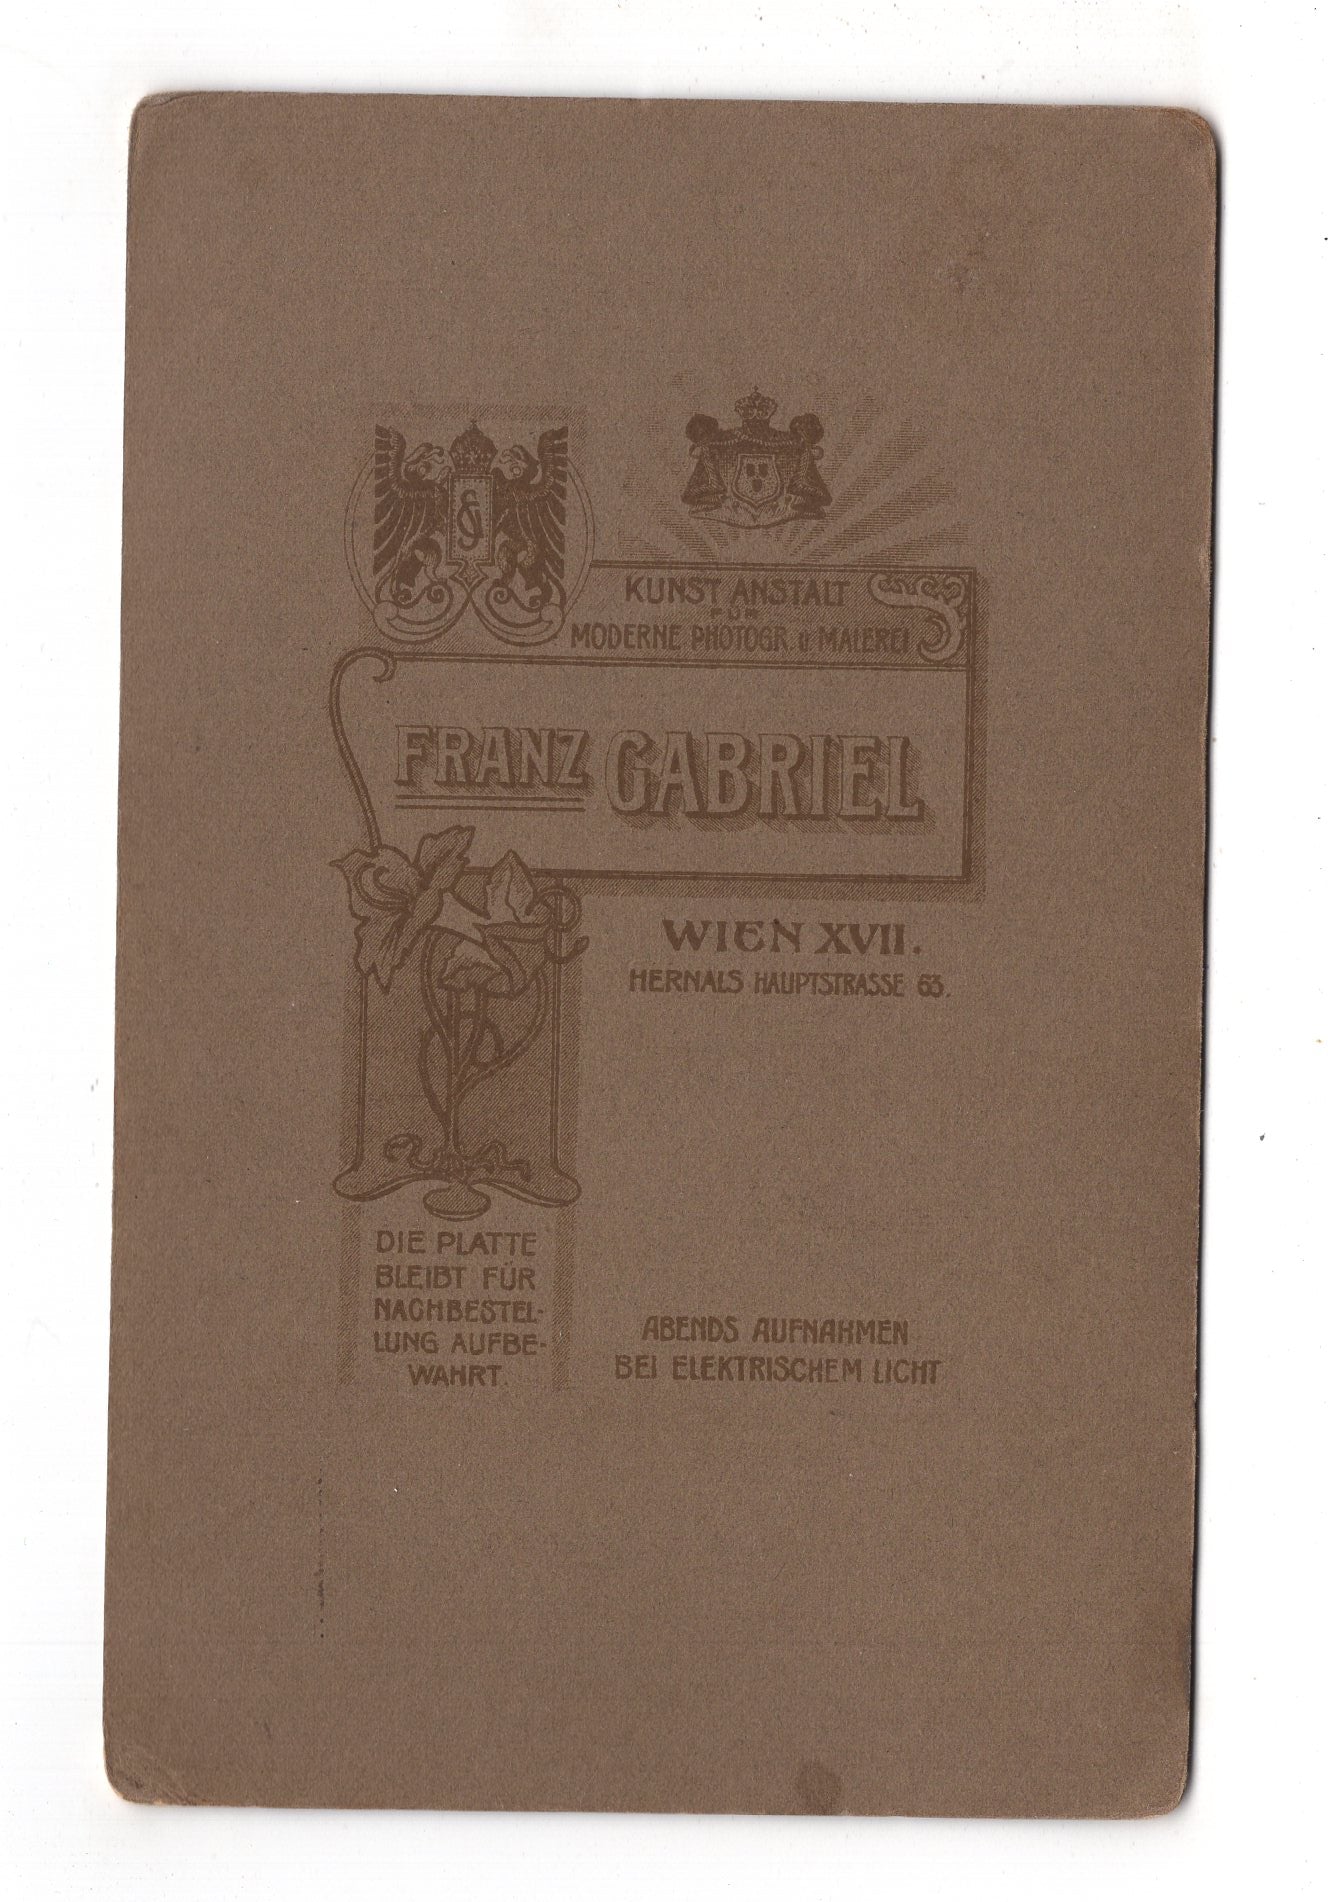 KUNST ANSTALT
FÜR
MODERNE PHOTOGR. u MALEREI
FRANZ GABRIEL
WIEN XVII.
HERNALS HAUPTSTRASSE 63.
DIE PLATTE
BLEIBT FÜR
NACHBESTEL-
LUNG AUFBE-
WAHRT.
ABENDS AUFNAHMEN
BEI ELEKTRISCHEM LICHT